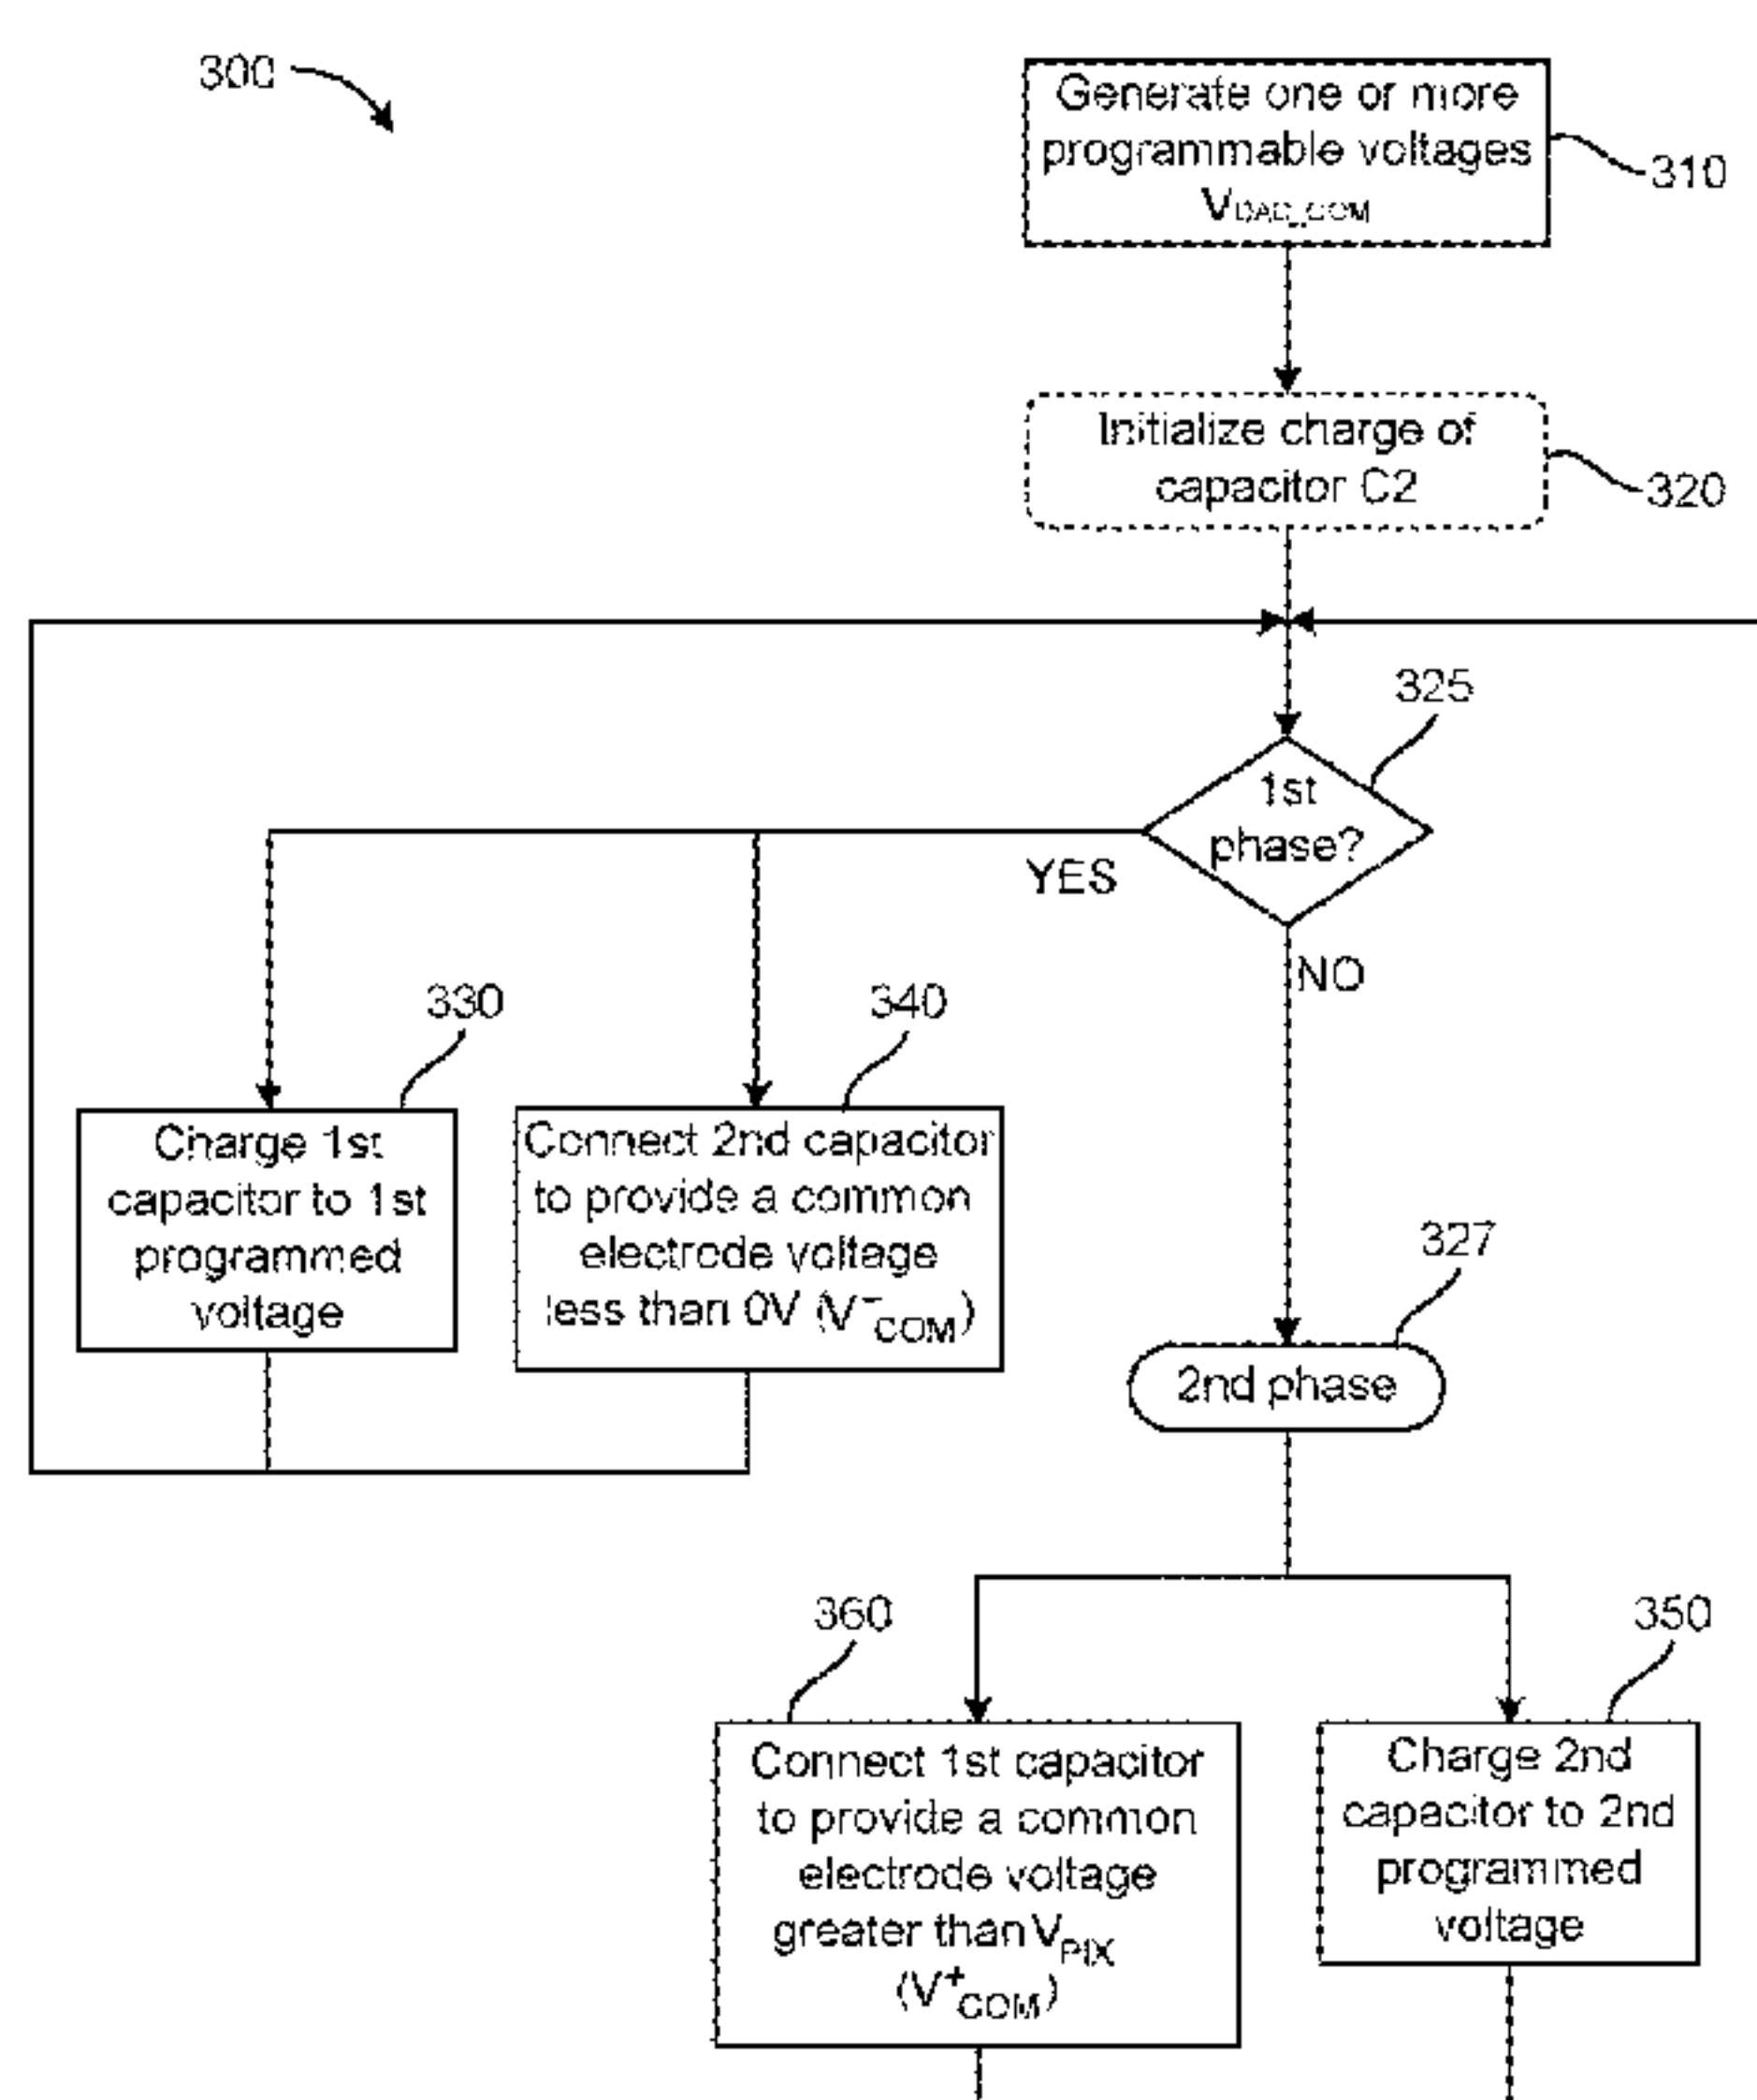 300
Generate one or more
programmable voltages
VDAC_COM
310
Initialize charge of
capacitor C2
320
325
1st
phase?
YES
NO
330
Charge 1st
capacitor to 1st
programmed
voltage
340
Connect 2nd capacitor
to provide a common
electrode voltage
less than 0V (V⁻COM)
327
2nd phase
360
Connect 1st capacitor
to provide a common
electrode voltage
greater than VPIX
(V⁺COM)
350
Charge 2nd
capacitor to 2nd
programmed
voltage